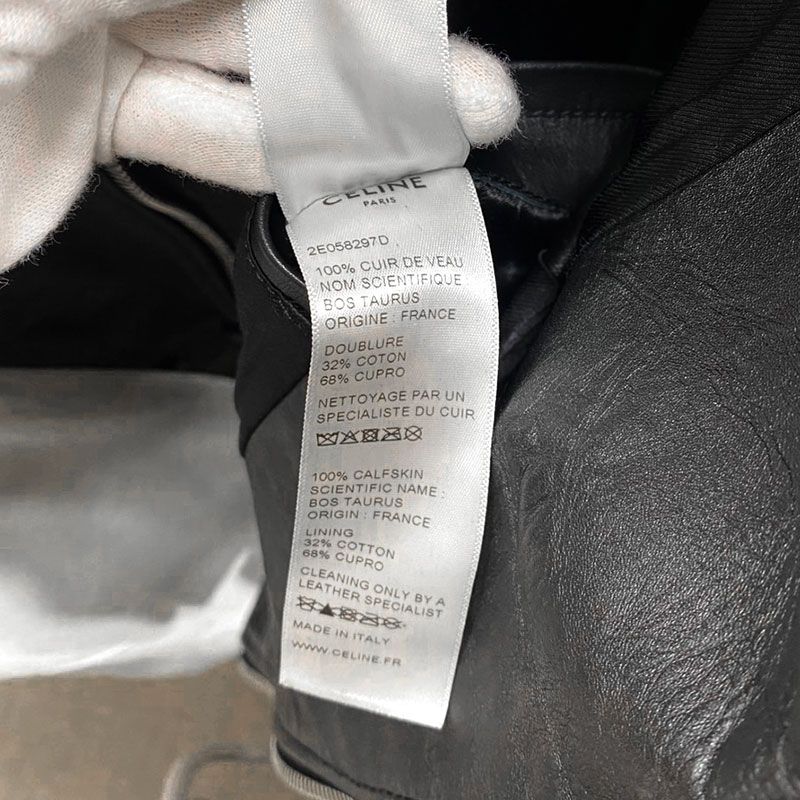 CELINE
PARIS
2E058297D
100% CUIR DE VEAU
NOM SCIENTIFIQUE :
BOS TAURUS
ORIGINE : FRANCE
DOUBLURE
32% COTON
68% CUPRO
NETTOYAGE PAR UN
SPECIALISTE DU CUIR
100% CALFSKIN
SCIENTIFIC NAME :
BOS TAURUS
ORIGIN : FRANCE
LINING
32% COTTON
68% CUPRO
CLEANING ONLY BY A
LEATHER SPECIALIST
MADE IN ITALY
WWW.CELINE.FR